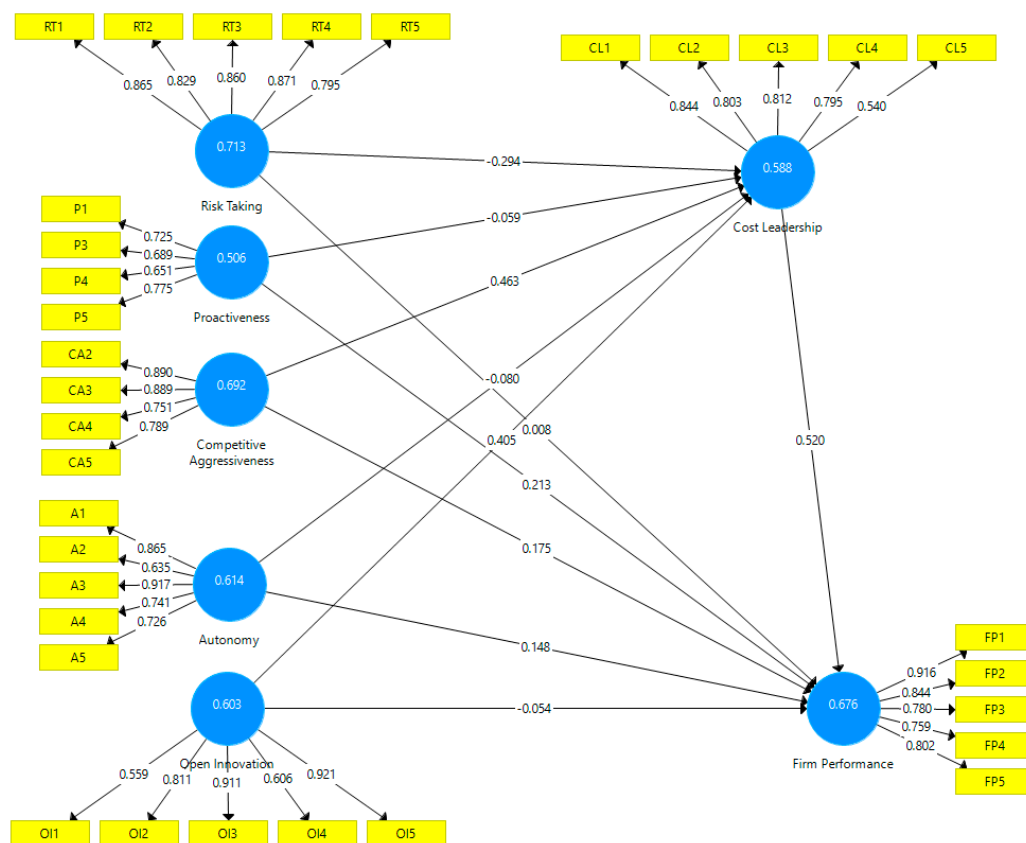 RT1 RT2 RT3 RT4 RT5
0.865 0.829 0.860 0.871 0.795
0.713
Risk Taking
CL1 CL2 CL3 CL4 CL5
0.844 0.803 0.812 0.795 0.540
0.588
Cost Leadership
-0.294
P1
P3
P4
P5
0.725
0.689
0.651
0.775
0.506
Proactiveness
-0.059
0.463
CA2
CA3
CA4
CA5
0.890
0.889
0.751
0.789
0.692
Competitive
Aggressiveness
-0.080
0.405
0.008
0.213
0.175
0.520
A1
A2
A3
A4
A5
0.865
0.635
0.917
0.741
0.726
0.614
Autonomy
0.148
0.603
Open Innovation
-0.054
0.559 0.811 0.911 0.606 0.921
OI1 OI2 OI3 OI4 OI5
0.676
Firm Performance
0.916
0.844
0.780
0.759
0.802
FP1
FP2
FP3
FP4
FP5